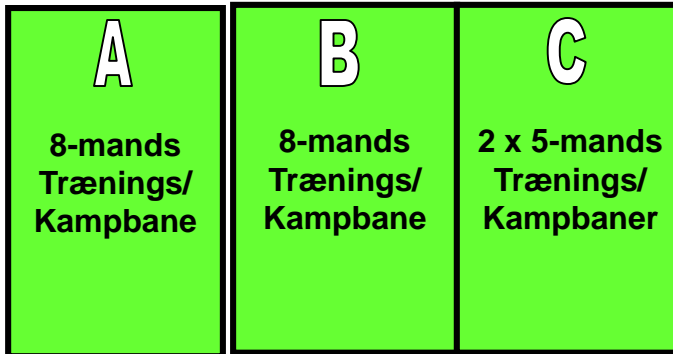 A
8-mands
Trænings/
Kampbane
B
8-mands
Trænings/
Kampbane
C
2 x 5-mands
Trænings/
Kampbaner